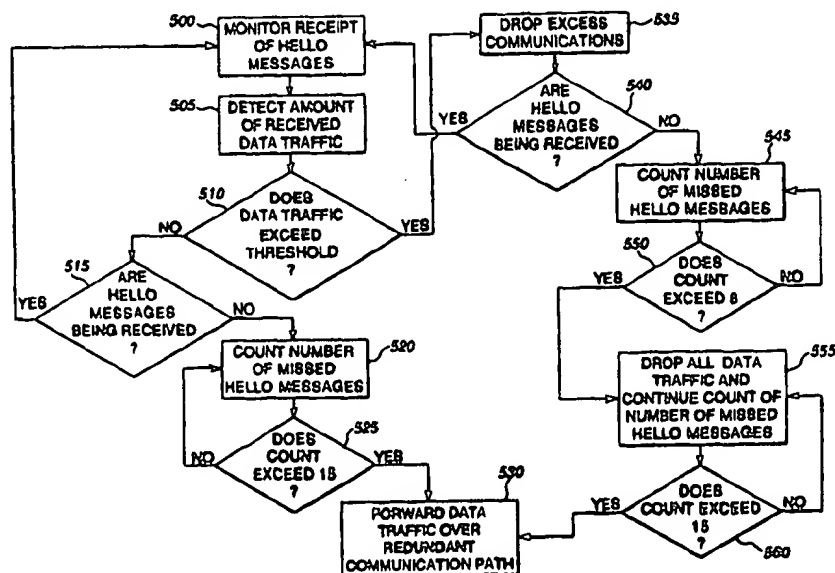 500
MONITOR RECEIPT
OF HELLO
MESSAGES
505
DETECT AMOUNT
OF RECEIVED
DATA TRAFFIC
510
DOES
DATA TRAFFIC
EXCEED
THRESHOLD
?
NO
YES
515
ARE
HELLO
MESSAGES
BEING RECEIVED
?
YES
NO
COUNT NUMBER
OF MISSED
HELLO MESSAGES
520
DOES
COUNT
EXCEED 15
?
525
NO
YES
530
FORWARD DATA
TRAFFIC OVER
REDUNDANT
COMMUNICATION PATH
DROP EXCESS
COMMUNICATIONS
535
ARE
HELLO
MESSAGES
BEING RECEIVED
?
540
YES
NO
545
COUNT NUMBER
OF MISSED
HELLO MESSAGES
550
DOES
COUNT
EXCEED 8
?
YES
NO
555
DROP ALL DATA
TRAFFIC AND
CONTINUE COUNT OF
NUMBER OF MISSED
HELLO MESSAGES
DOES
COUNT EXCEED
15
?
YES
NO
560